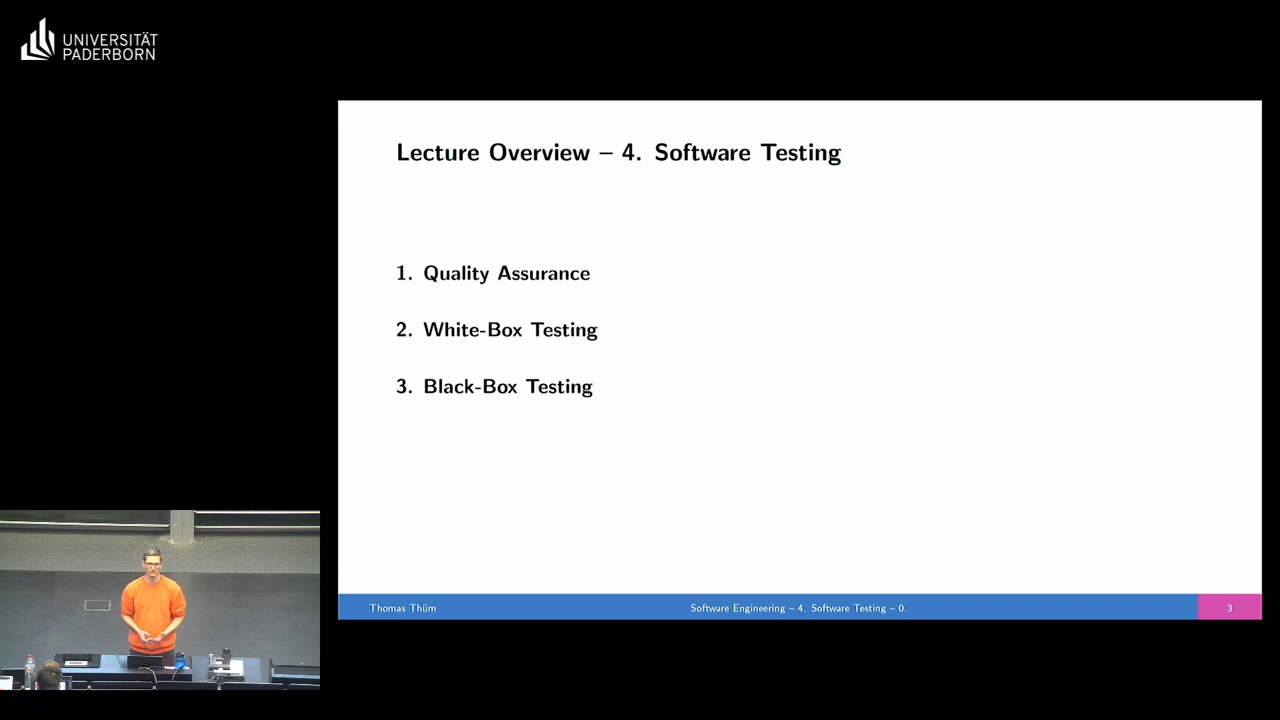 UNIVERSITÄT
PADERBORN
Lecture Overview – 4. Software Testing
1. Quality Assurance
2. White-Box Testing
3. Black-Box Testing
Thomas Thüm
Software Engineering – 4. Software Testing – 0.
3